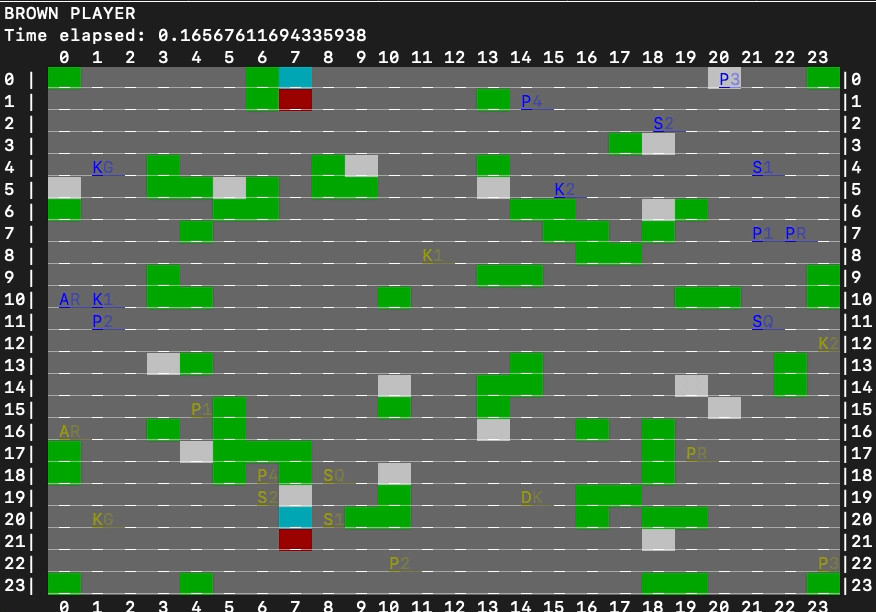 BROWN PLAYER
Time elapsed: 0.16567611694335938
0 1 2 3 4 5 6 7 8 9 10 11 12 13 14 15 16 17 18 19 20 21 22 23
0 | P3 |0
1 | P4 |1
2 | S2 |2
3 | |3
4 | KG S1 |4
5 | K2 |5
6 | |6
7 | P1 PR |7
8 | K1 |8
9 | |9
10| AR K1 |10
11| P2 SQ |11
12| K2 |12
13| |13
14| |14
15| P1 |15
16| AR |16
17| PR |17
18| P4 SQ |18
19| S2 DK |19
20| KG S1 |20
21| |21
22| P2 P3 |22
23| |23
0 1 2 3 4 5 6 7 8 9 10 11 12 13 14 15 16 17 18 19 20 21 22 23